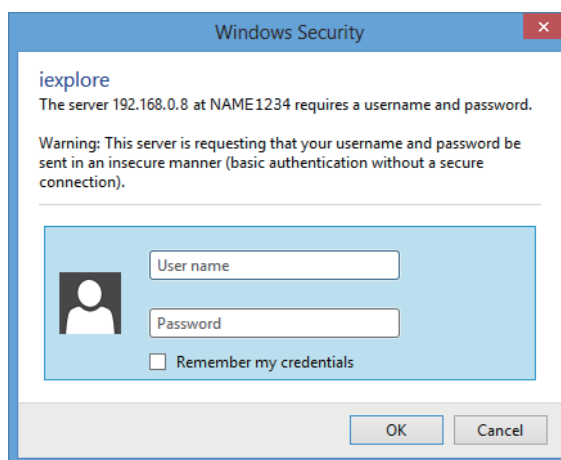 Windows Security
iexplore
The server 192.168.0.8 at NAME1234 requires a username and password.
Warning: This server is requesting that your username and password be
sent in an insecure manner (basic authentication without a secure
connection).
User name
Password
Remember my credentials
OK Cancel